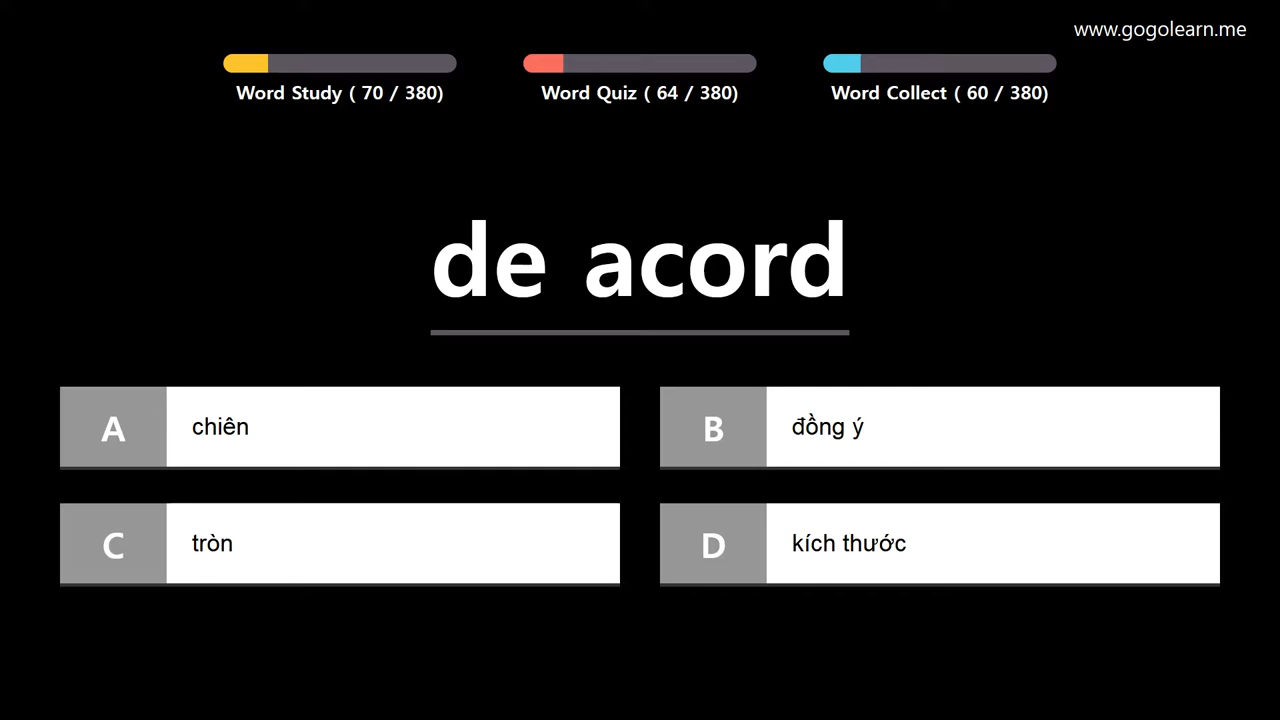 www.gogolearn.me
Word Study ( 70 / 380)
Word Quiz ( 64 / 380)
Word Collect ( 60 / 380)
de acord
A chiên
B đồng ý
C tròn
D kích thước